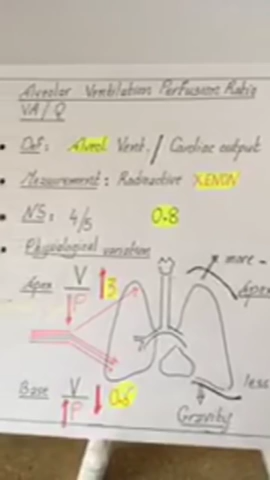 Alveolar Ventilation Perfusion Ratio
VA/Q
• Def: Alveol. Vent. / Cardiac output
• Measurement: Radioactive XENON
• NS: 4/5 0.8
• Physiological variation
more -
Apex V/P 3 Apex
Base V/P 0.6 less
Gravity